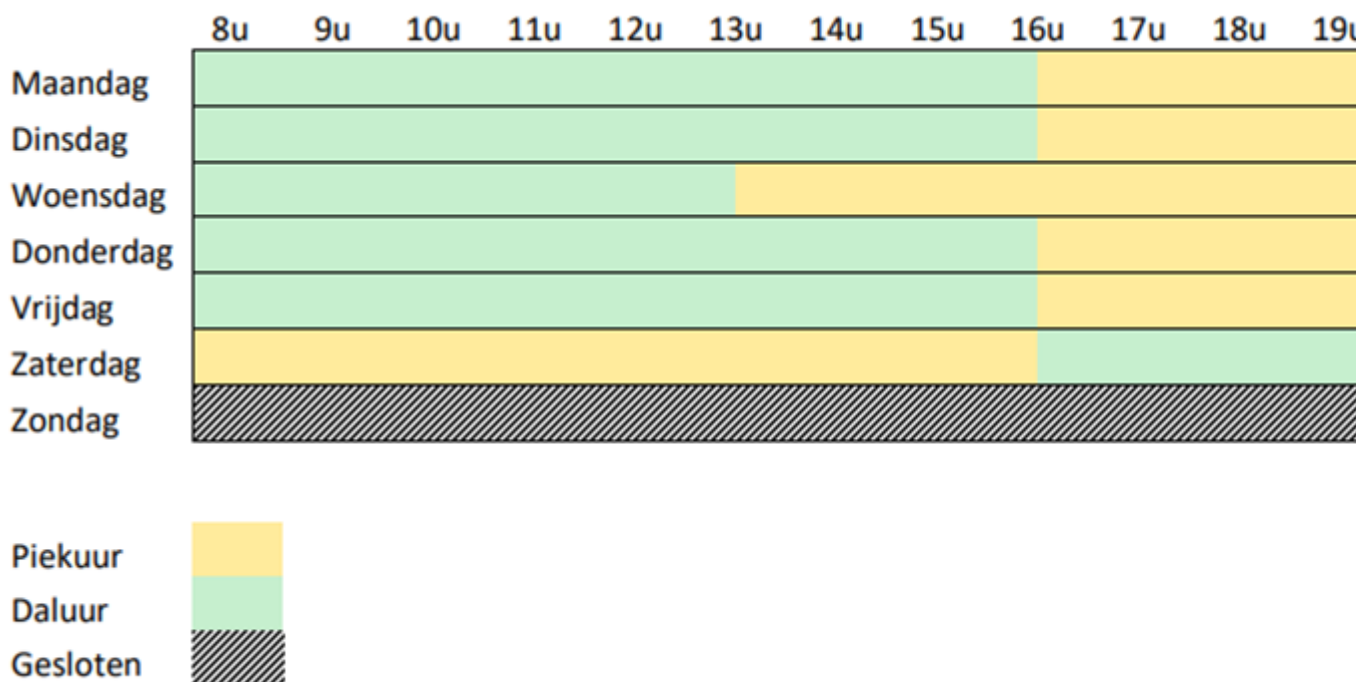 8u 9u 10u 11u 12u 13u 14u 15u 16u 17u 18u 19u
Maandag
Dinsdag
Woensdag
Donderdag
Vrijdag
Zaterdag
Zondag
Piekuur
Daluur
Gesloten